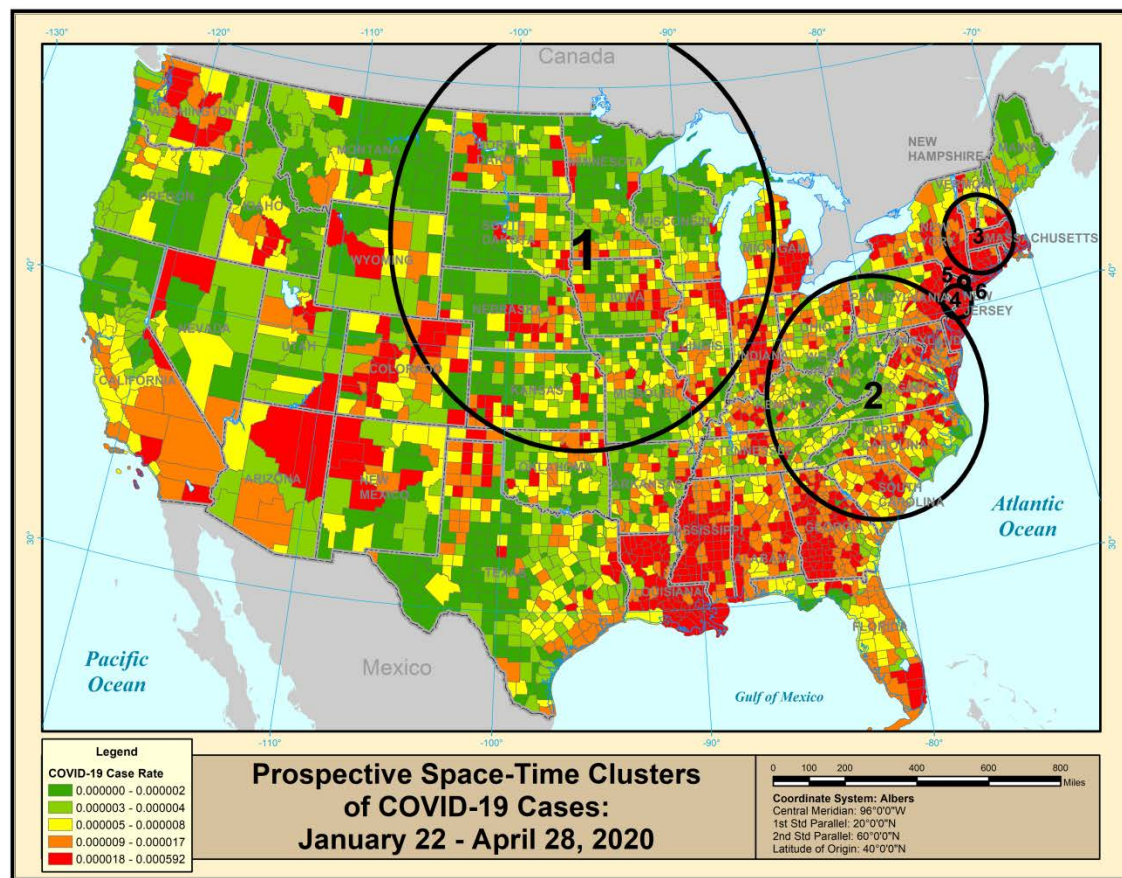 -130°
-120°
-110°
-100°
-90°
-80°
-70°
Canada
WASHINGTON
MONTANA
NORTH
DAKOTA
MINNESOTA
NEW
HAMPSHIRE
MAINE
VERMONT
OREGON
IDAHO
SOUTH
DAKOTA
WISCONSIN
MICHIGAN
NEW
YORK
MASSACHUSETTS
WYOMING
1
3
5
6
4
40°
40°
IOWA
PENNSYLVANIA
NEW
JERSEY
NEBRASKA
NEVADA
UTAH
ILLINOIS
INDIANA
OHIO
WEST
VIRGINIA
COLORADO
CALIFORNIA
KANSAS
MISSOURI
2
NORTH
CAROLINA
TENNESSEE
OKLAHOMA
ARIZONA
NEW
MEXICO
ARKANSAS
SOUTH
CAROLINA
Atlantic
Ocean
MISSISSIPPI
ALABAMA
GEORGIA
30°
30°
TEXAS
LOUISIANA
FLORIDA
Pacific
Ocean
Mexico
Gulf of Mexico
-110°
-100°
-90°
-80°
Legend
COVID-19 Case Rate
0.000000 - 0.000002
0.000003 - 0.000004
0.000005 - 0.000008
0.000009 - 0.000017
0.000018 - 0.000592
Prospective Space-Time Clusters
of COVID-19 Cases:
January 22 - April 28, 2020
0 100 200 400 600 800
Miles
Coordinate System: Albers
Central Meridian: 96°0'0"W
1st Std Parallel: 20°0'0"N
2nd Std Parallel: 60°0'0"N
Latitude of Origin: 40°0'0"N